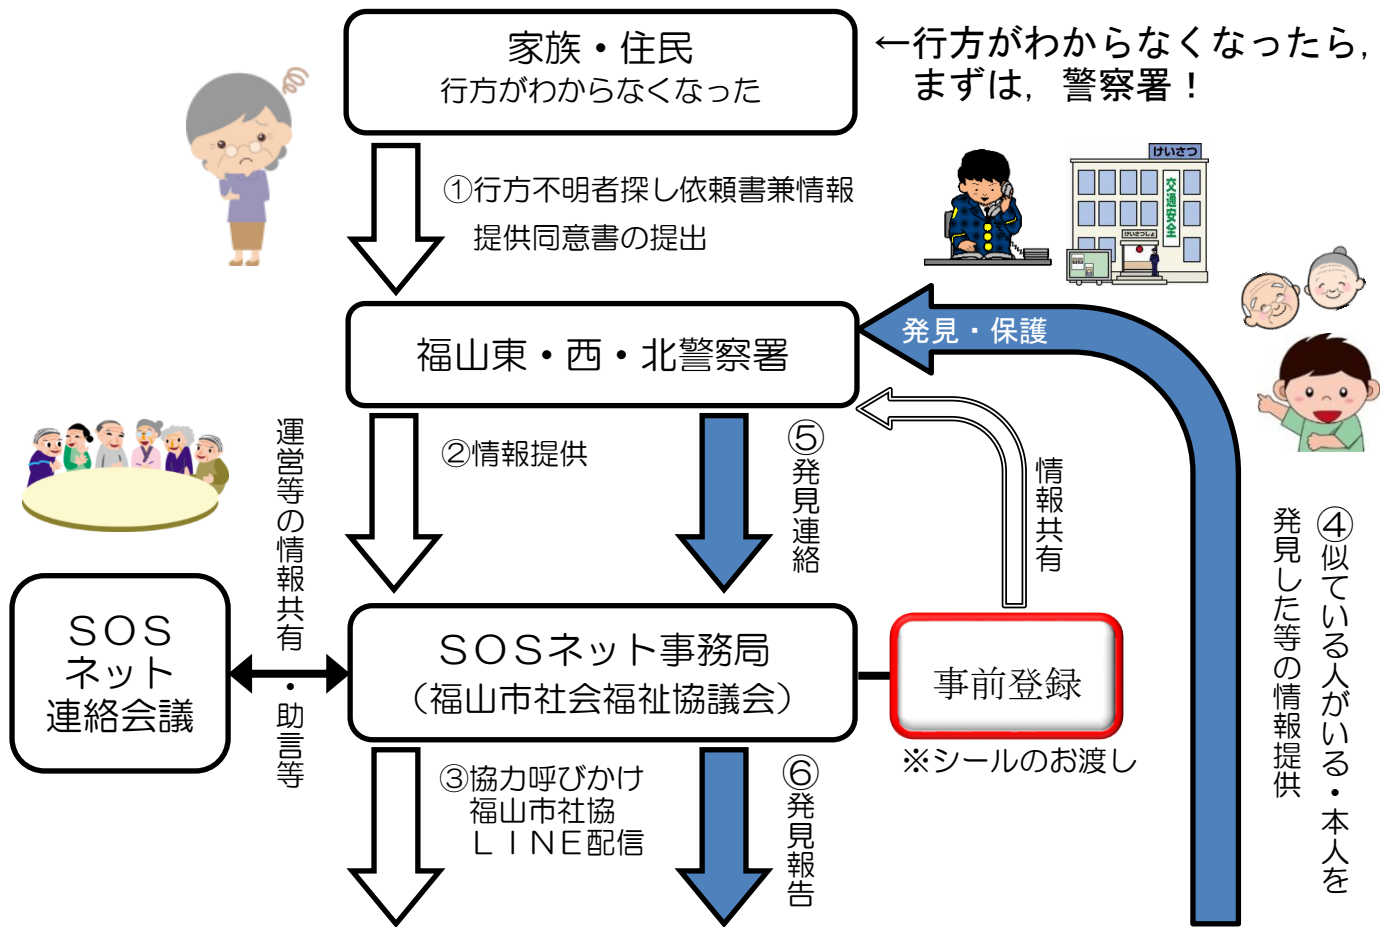 家族・住民
行方がわからなくなった
←行方がわからなくなったら，
まずは，警察署！
けいさつ
交通安全
けいさつしょ
①行方不明者探し依頼書兼情報
提供同意書の提出
福山東・西・北警察署
発見・保護
②情報提供
⑤発見連絡
情報共有
④似ている人がいる・本人を
発見した等の情報提供
運営等の情報共有・助言等
ＳＯＳ
ネット
連絡会議
ＳＯＳネット事務局
（福山市社会福祉協議会）
事前登録
※シールのお渡し
③協力呼びかけ
福山市社協
ＬＩＮＥ配信
⑥発見報告